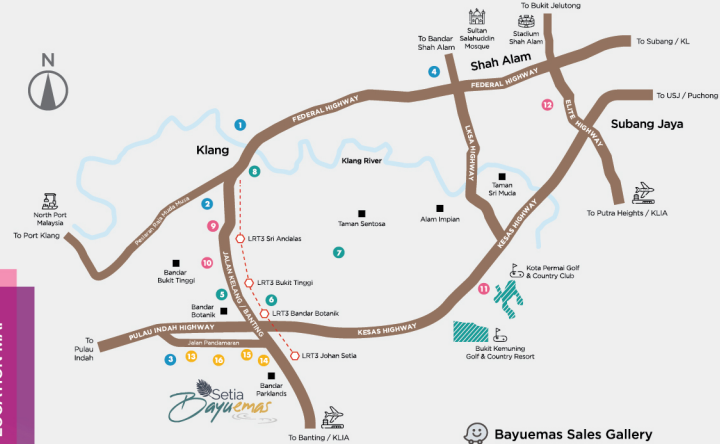 N
To Bukit Jelutong
Sultan
Salahuddin
Mosque
Stadium
Shah Alam
To Bandar
Shah Alam
To Subang / KL
Shah Alam
4
FEDERAL HIGHWAY
To USJ / Puchong
12
ELITE HIGHWAY
Subang Jaya
FEDERAL HIGHWAY
1
LKSA HIGHWAY
Klang
Klang River
8
Taman
Sri Muda
North Port
Malaysia
To Port Klang
Persiaran Raja Muda Musa
2
9
Taman Sentosa
Alam Impian
To Putra Heights / KLIA
KESAS HIGHWAY
LRT3 Sri Andalas
7
10
Bandar
Bukit Tinggi
JALAN KELANG / BANTING
LRT3 Bukit Tinggi
Kota Permai Golf
& Country Club
11
5
6
Bandar
Botanik
LRT3 Bandar Botanik
PULAU INDAH HIGHWAY
KESAS HIGHWAY
To
Pulau
Indah
Jalan Pendamaran
Bukit Kemuning
Golf & Country Resort
3
13
16
15
14
LRT3 Johan Setia
Setia
Bayuemas
Bandar
Parklands
To Banting / KLIA
Bayuemas Sales Gallery
LOCATION MAP